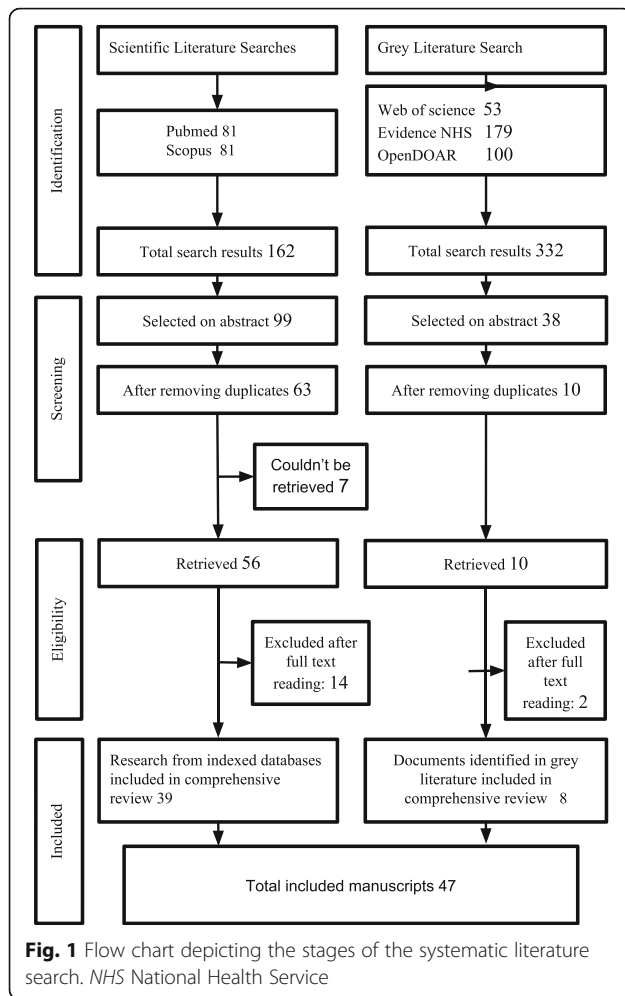 Identification
Scientific Literature Searches
Pubmed 81
Scopus 81
Total search results 162
Grey Literature Search
Web of science 53
Evidence NHS 179
OpenDOAR 100
Total search results 332
Screening
Selected on abstract 99
After removing duplicates 63
Couldn't be
retrieved 7
Selected on abstract 38
After removing duplicates 10
Eligibility
Retrieved 56
Excluded after
full text
reading: 14
Retrieved 10
Excluded
after full
text
reading: 2
Included
Research from indexed databases
included in comprehensive
review 39
Documents identified in grey
literature included in
comprehensive review 8
Total included manuscripts 47
Fig. 1 Flow chart depicting the stages of the systematic literature
search. NHS National Health Service